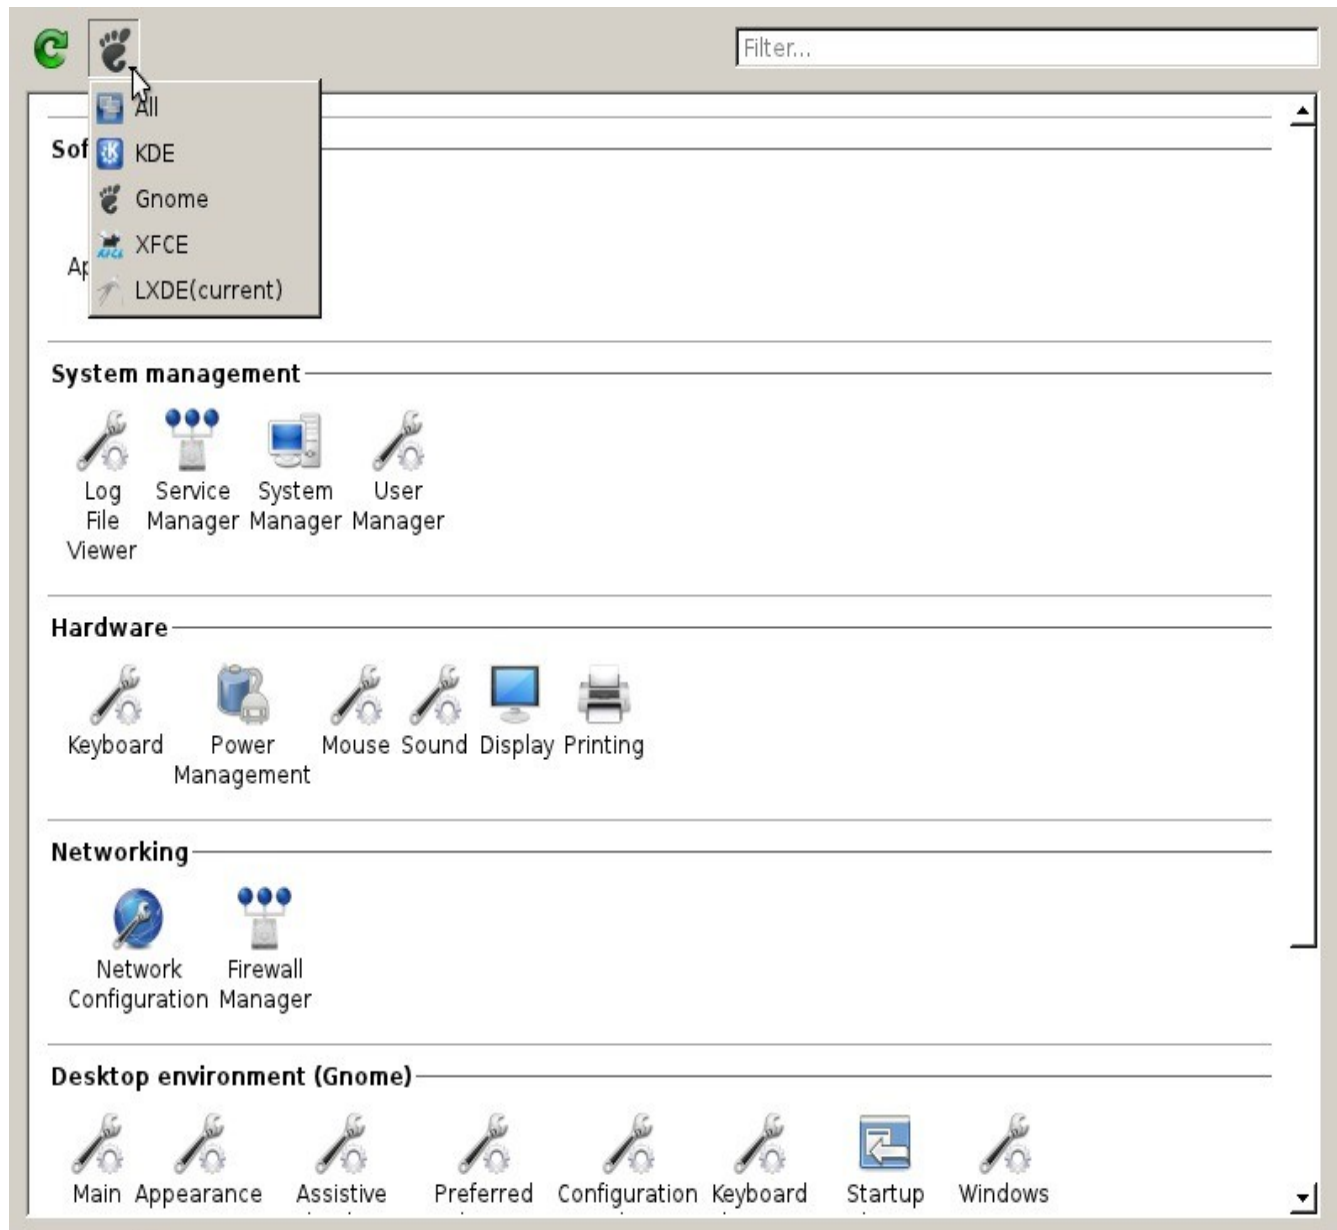 Filter...
All
KDE
Gnome
XFCE
LXDE(current)
Sof
Ap
System management
Log Service System User
File Manager Manager Manager
Viewer
Hardware
Keyboard Power Mouse Sound Display Printing
Management
Networking
Network Firewall
Configuration Manager
Desktop environment (Gnome)
Main Appearance Assistive Preferred Configuration Keyboard Startup Windows